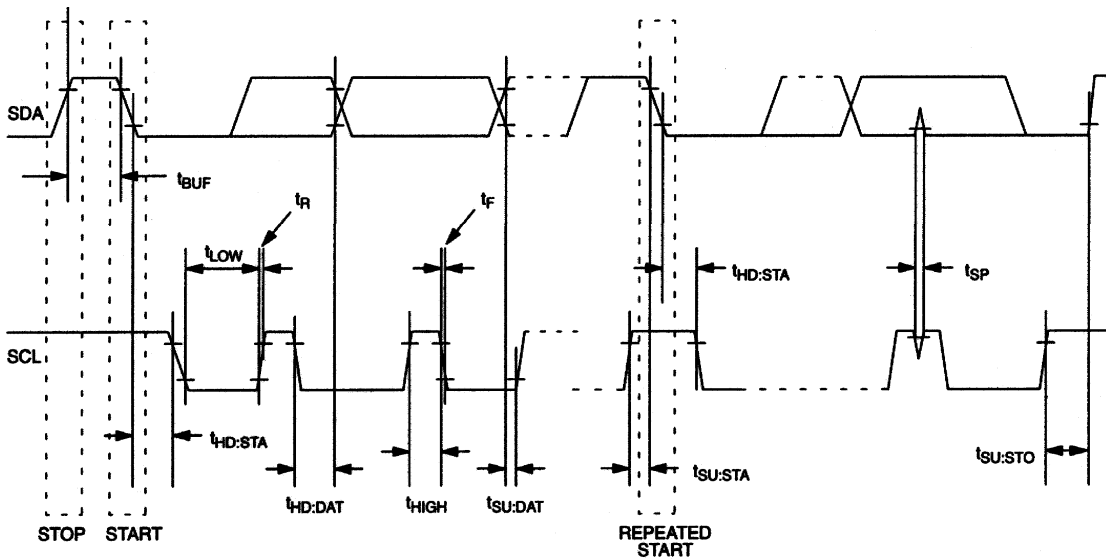 SDA
tBUF
tR
tF
tLOW
tHD:STA
tSP
SCL
tHD:STA
tSU:STA
tSU:STO
tHD:DAT
tHIGH
tSU:DAT
STOP
START
REPEATED
START